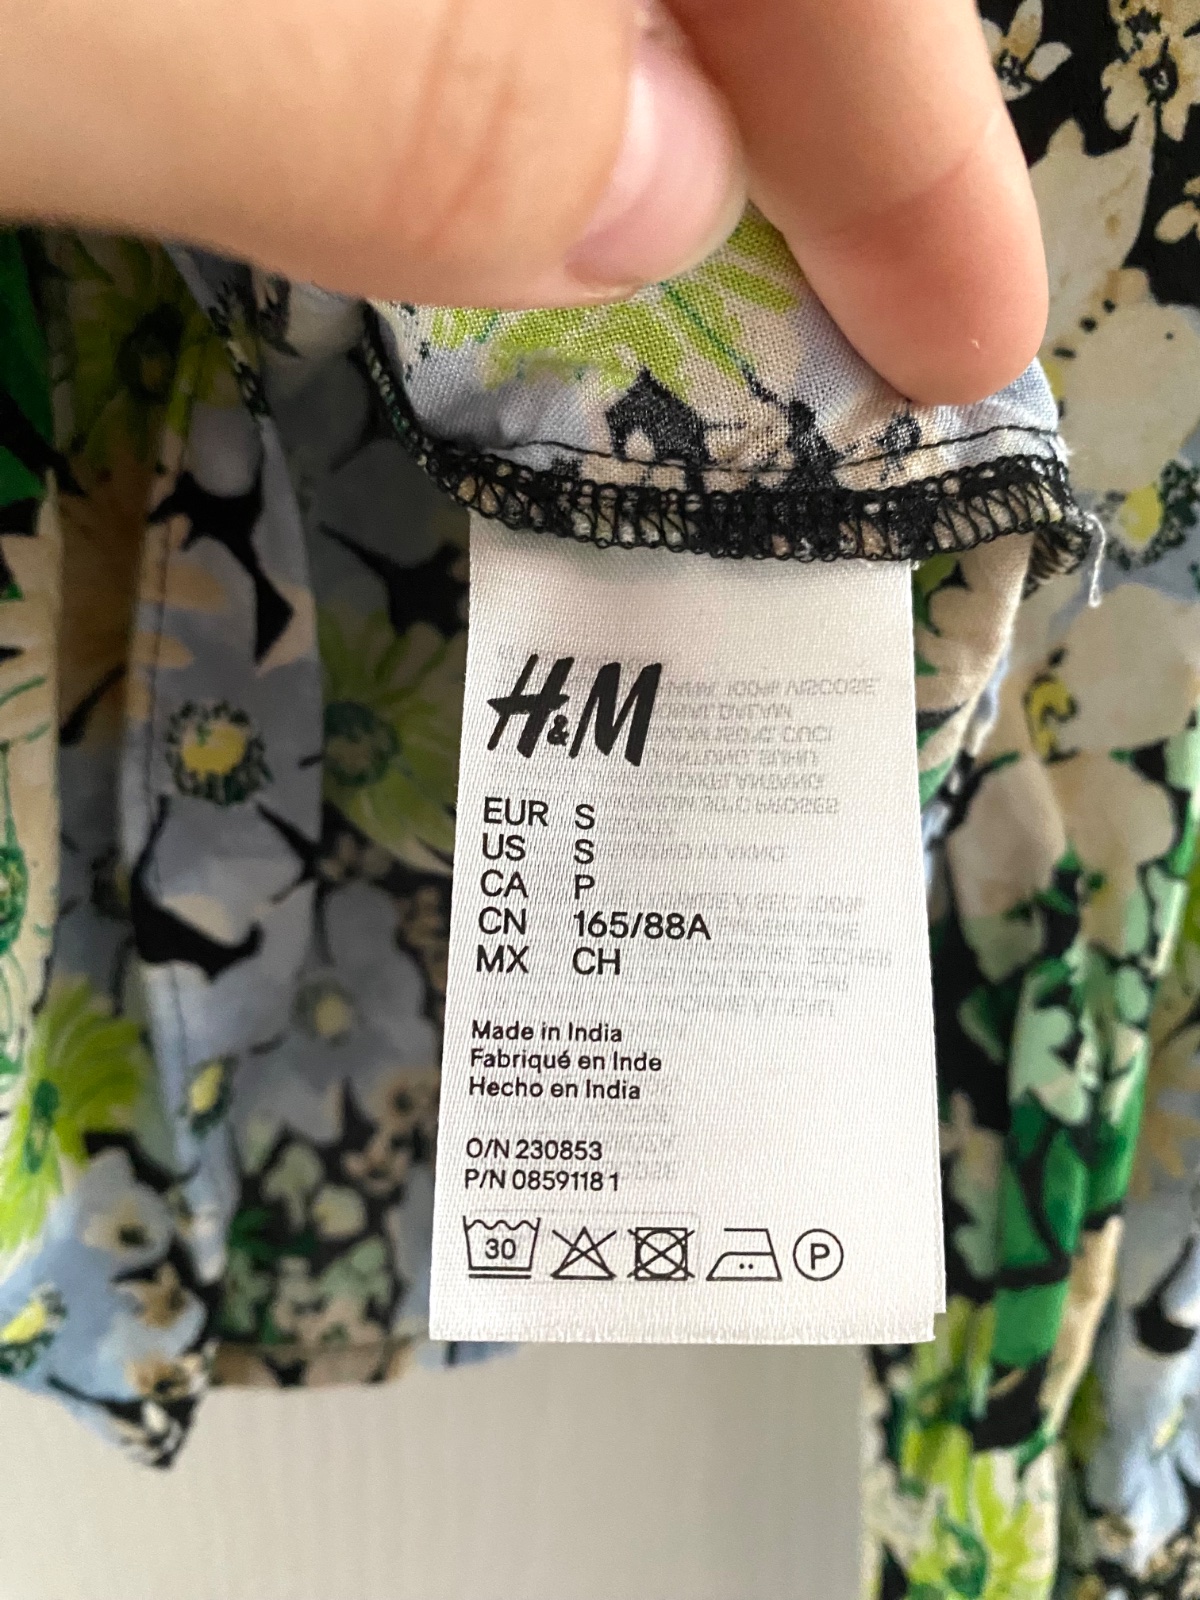 H&M
EUR S
US S
CA P
CN 165/88A
MX CH
Made in India
Fabriqué en Inde
Hecho en India
O/N 230853
P/N 0859118 1
30
P